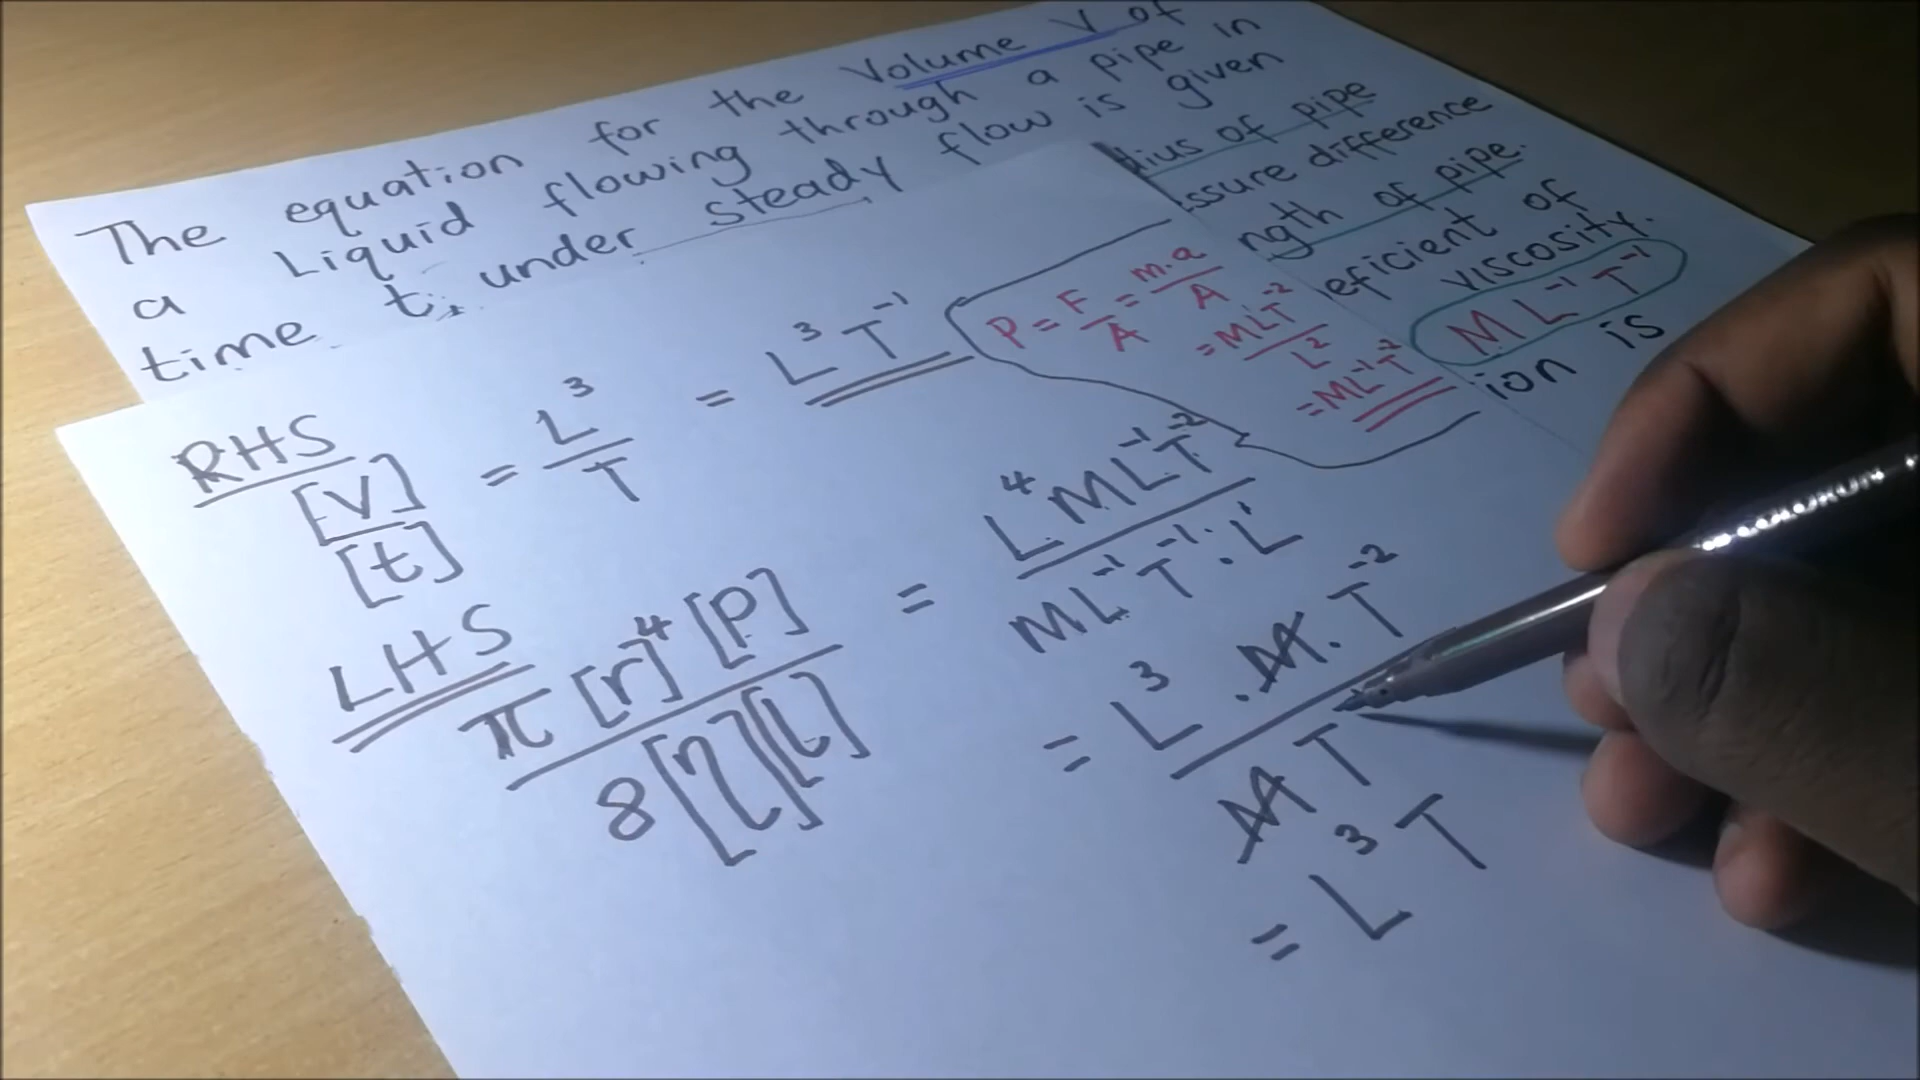 The equation for the Volume V of
a Liquid flowing through a pipe in
time t, under steady flow is given
dius of pipe
ssure difference
ngth of pipe.
eficient of
viscosity.
ML⁻¹T⁻¹
ion is
P = F/A = m.a/A
= MLT⁻²/L²
= ML⁻¹T⁻²
RHS
[V]/[t] = L³/T = L³T⁻¹
LHS
π[r]⁴[P]/8[η][l] = L⁴ML⁻¹T⁻²/ML⁻¹T⁻¹.L¹
= L³.M.T⁻²/MT
= L³T